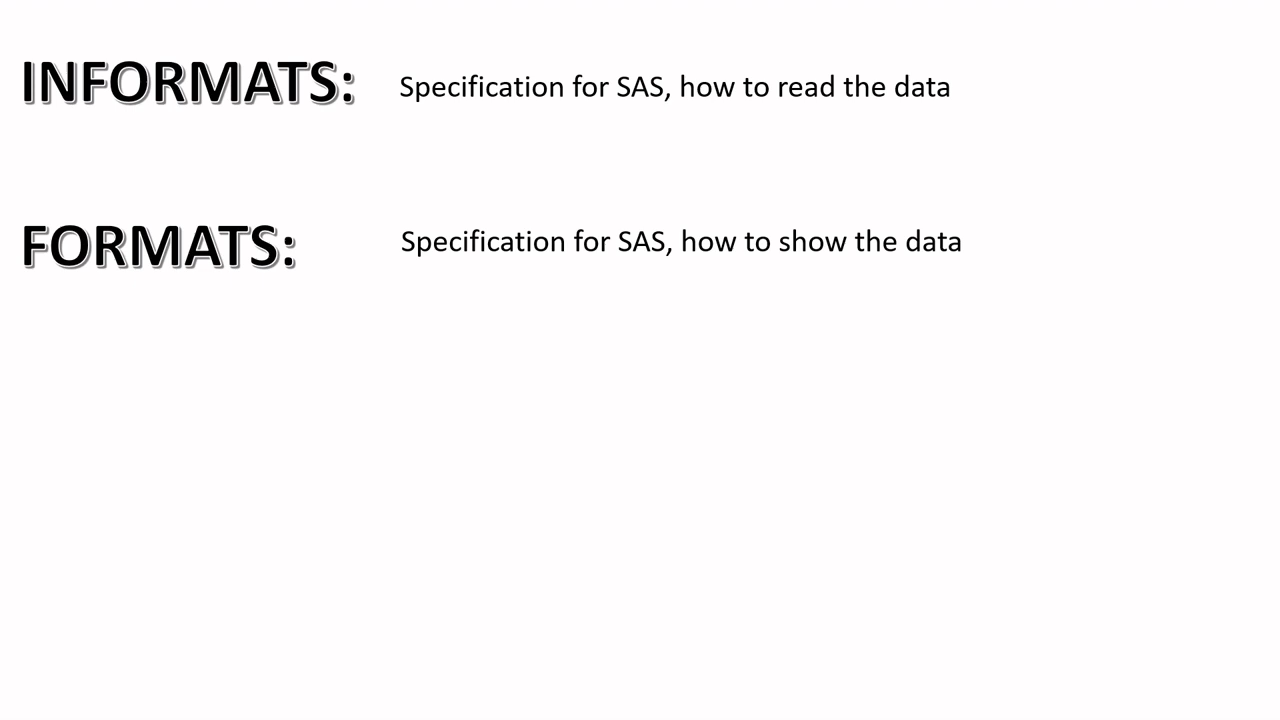 INFORMATS: Specification for SAS, how to read the data
FORMATS: Specification for SAS, how to show the data